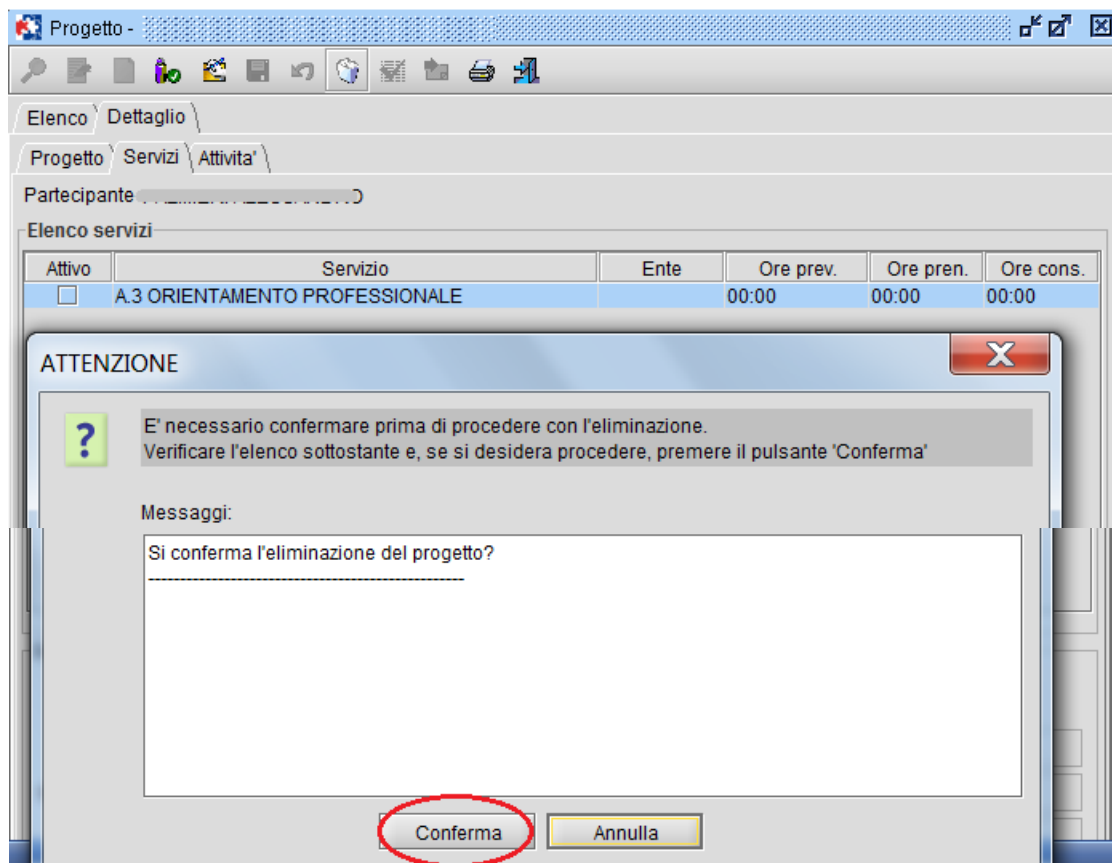 Progetto -
Elenco Dettaglio
Progetto Servizi Attivita'
Partecipante
Elenco servizi
Attivo Servizio Ente Ore prev. Ore pren. Ore cons.
A.3 ORIENTAMENTO PROFESSIONALE 00:00 00:00 00:00
ATTENZIONE
E' necessario confermare prima di procedere con l'eliminazione.
Verificare l'elenco sottostante e, se si desidera procedere, premere il pulsante 'Conferma'
Messaggi:
Si conferma l'eliminazione del progetto?
--------------------------------------------------
Conferma Annulla